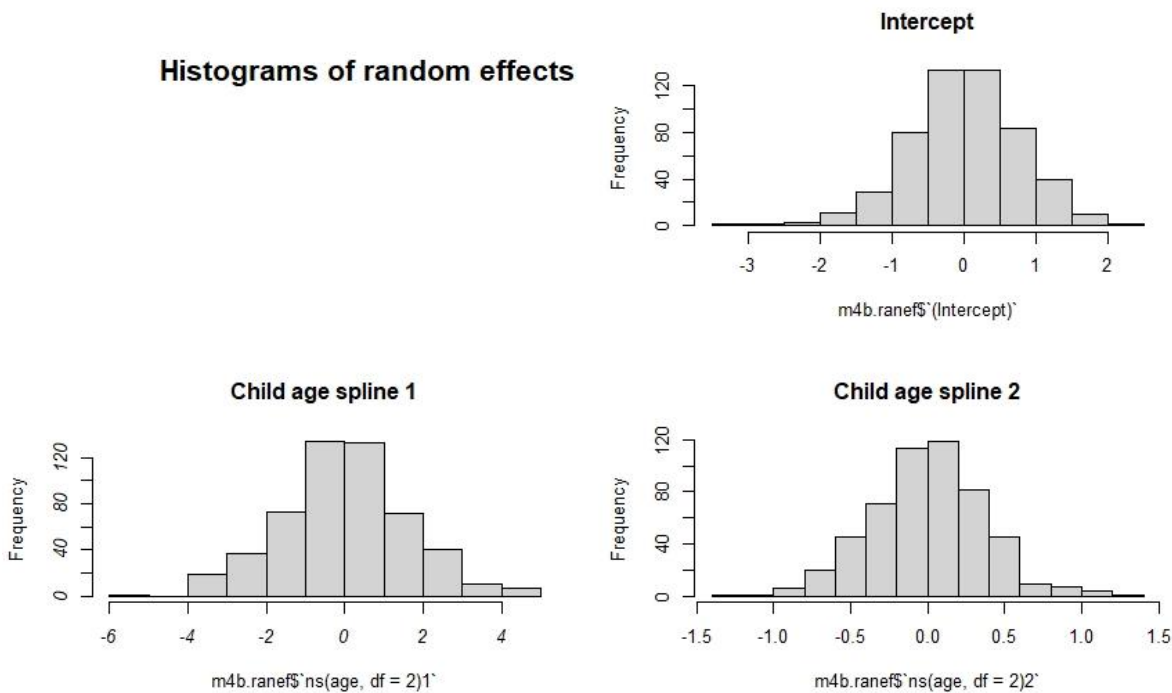 Histograms of random effects
Intercept
Frequency
0 40 80 120
-3 -2 -1 0 1 2
m4b.ranef$`(Intercept)`
Child age spline 1
Frequency
0 40 80 120
-6 -4 -2 0 2 4
m4b.ranef$`ns(age, df = 2)1`
Child age spline 2
Frequency
0 40 80 120
-1.5 -1.0 -0.5 0.0 0.5 1.0 1.5
m4b.ranef$`ns(age, df = 2)2`